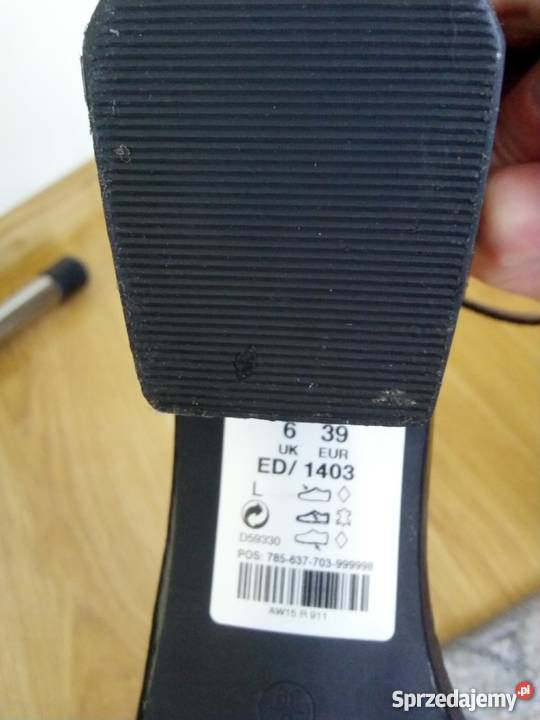 6 39
UK EUR
ED/ 1403
L
D59330
POS: 785-637-703-999998
AW15 R 911
Sprzedajemy.pl